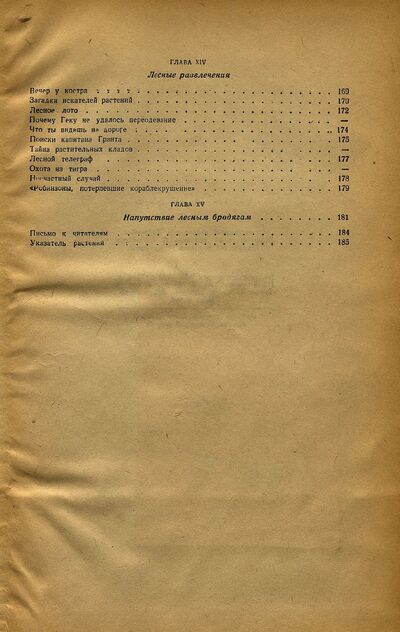 ГЛАВА XIV
Лесные развлечения
Вечер у костра . . . . . . . . . . . . . . . . . . . . 169
Загадки искателей растений . . . . . . . . . . . . . . . . . . . . 170
Лесное лото . . . . . . . . . . . . . . . . . . . . 172
Почему Геку не удалось переодевание . . . . . . . . . . . . . . . . —
Что ты видишь на дороге . . . . . . . . . . . . . . . . . . . . 174
Поиски капитана Гранта . . . . . . . . . . . . . . . . . . . . 175
Тайна растительных кладов . . . . . . . . . . . . . . . . . . . . —
Лесной телеграф . . . . . . . . . . . . . . . . . . . . 177
Охота на тигра . . . . . . . . . . . . . . . . . . . . —
Несчастный случай . . . . . . . . . . . . . . . . . . . . 178
«Робинзоны, потерпевшие кораблекрушение» . . . . . . . . . . . . . . 179
ГЛАВА XV
Напутствие лесным бродягам . . . . . . . . 181
Письмо к читателям . . . . . . . . . . . . . . . . . . . . 184
Указатель растений . . . . . . . . . . . . . . . . . . . . 185